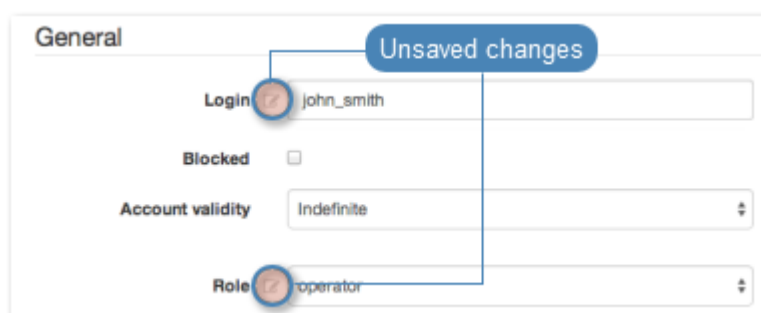 General
Unsaved changes
Login john_smith
Blocked
Account validity Indefinite
Role operator